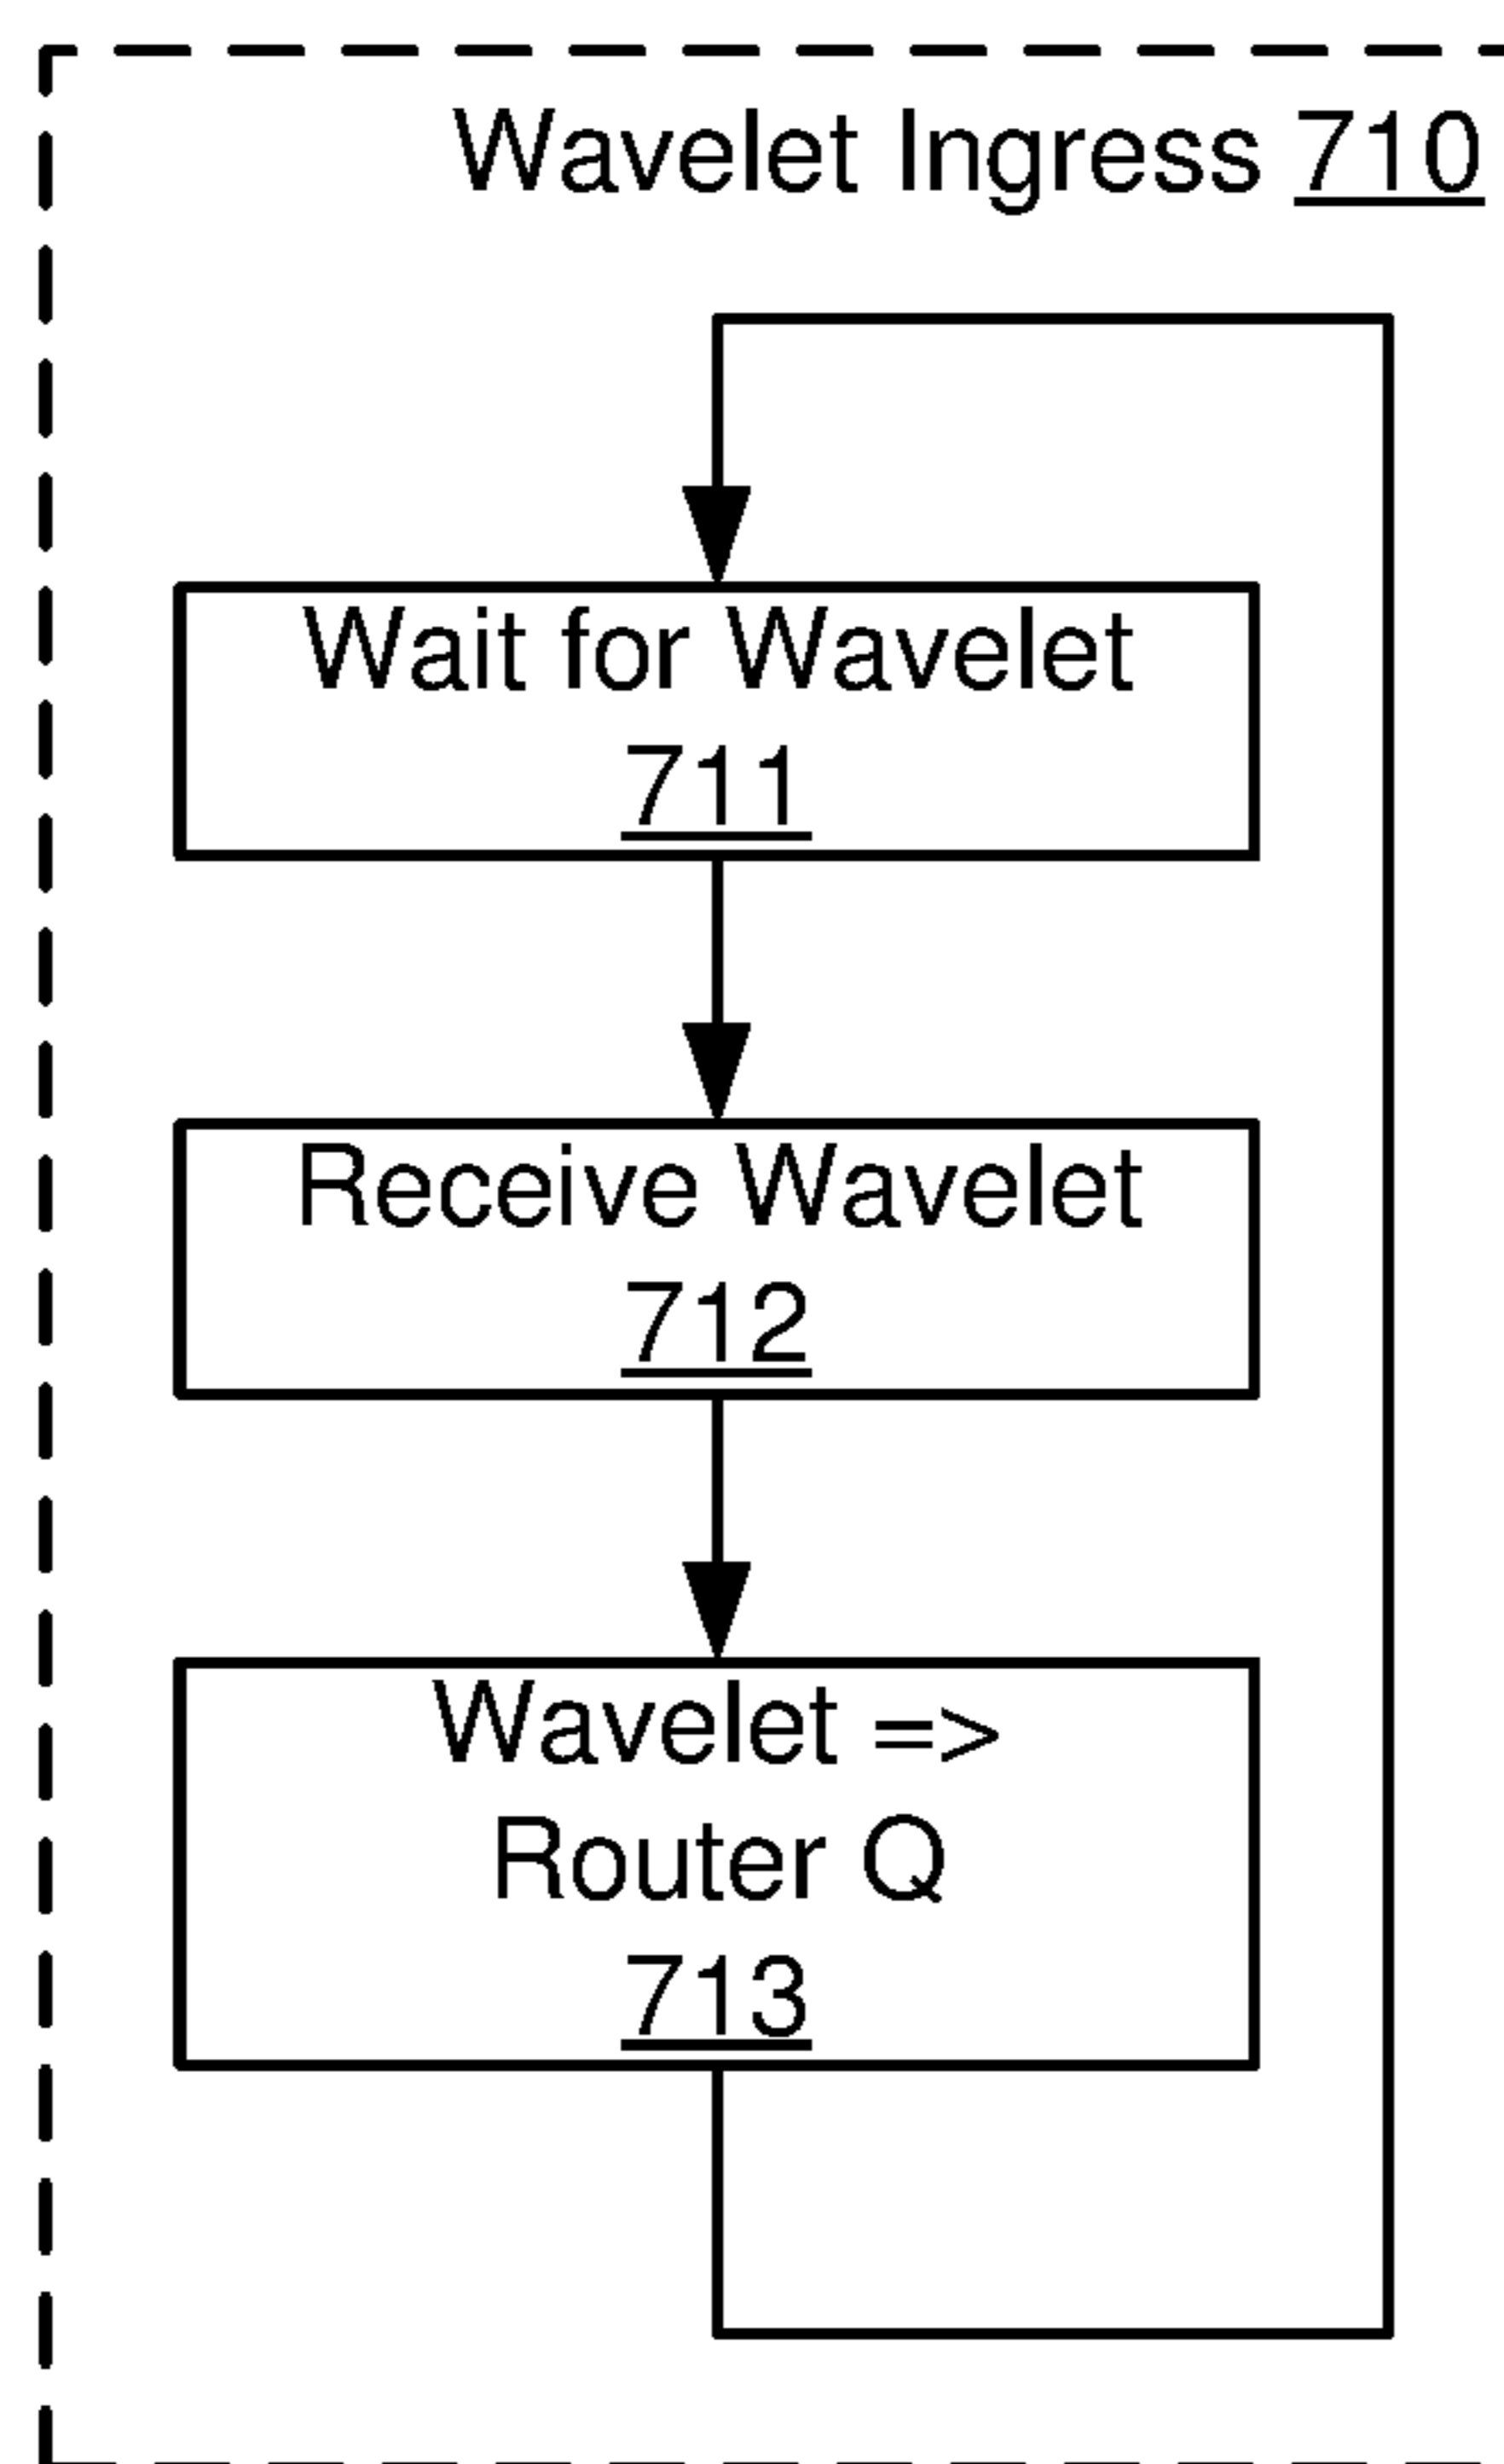 Wavelet Ingress 710
Wait for Wavelet
711
Receive Wavelet
712
Wavelet =>
Router Q
713